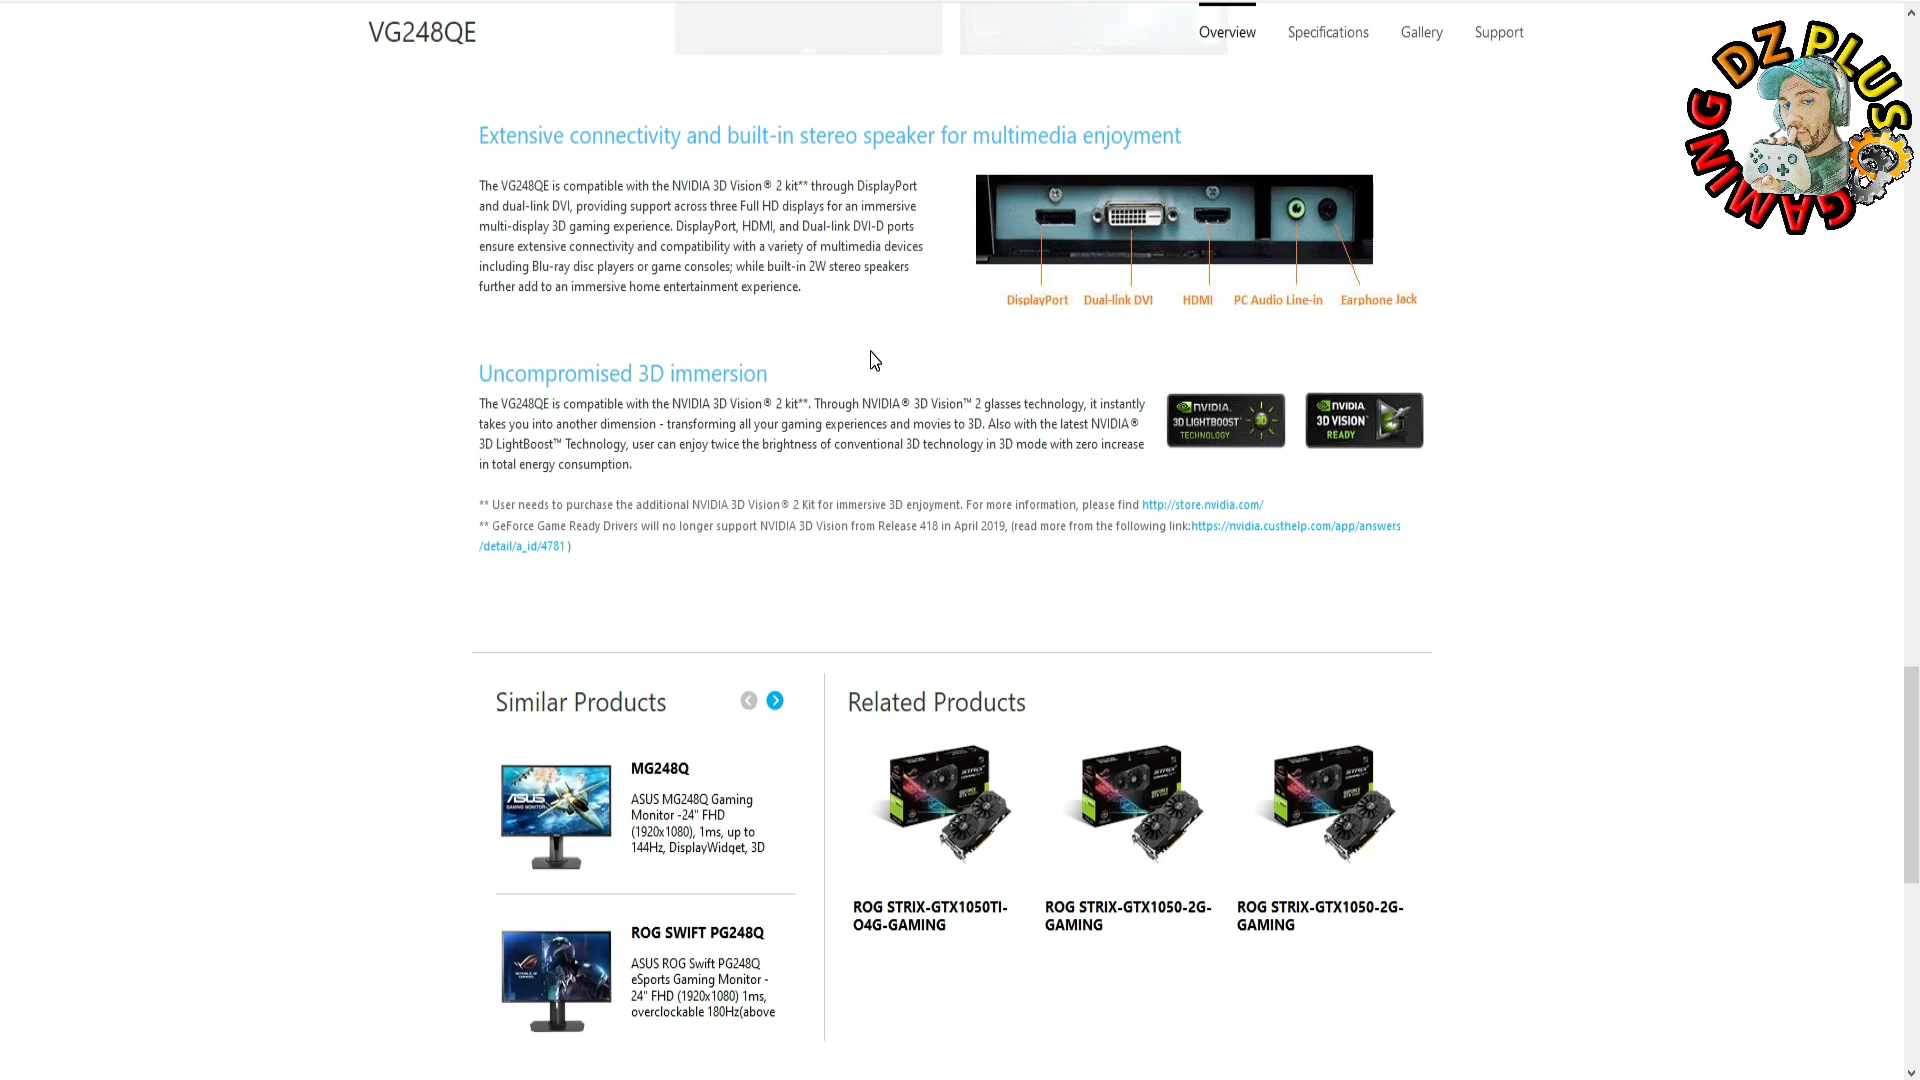 VG248QE
Overview
Specifications
Gallery
Support
GAMING DZ PLUS
Extensive connectivity and built-in stereo speaker for multimedia enjoyment
The VG248QE is compatible with the NVIDIA 3D Vision® 2 kit** through DisplayPort
and dual-link DVI, providing support across three Full HD displays for an immersive
multi-display 3D gaming experience. DisplayPort, HDMI, and Dual-link DVI-D ports
ensure extensive connectivity and compatibility with a variety of multimedia devices
including Blu-ray disc players or game consoles; while built-in 2W stereo speakers
further add to an immersive home entertainment experience.
DisplayPort
Dual-link DVI
HDMI
PC Audio Line-in
Earphone Jack
Uncompromised 3D immersion
The VG248QE is compatible with the NVIDIA 3D Vision® 2 kit**. Through NVIDIA® 3D Vision™ 2 glasses technology, it instantly
takes you into another dimension - transforming all your gaming experiences and movies to 3D. Also with the latest NVIDIA®
3D LightBoost™ Technology, user can enjoy twice the brightness of conventional 3D technology in 3D mode with zero increase
in total energy consumption.
NVIDIA.
3D LIGHTBOOST™
TECHNOLOGY
3D
NVIDIA.
3D VISION™
READY
** User needs to purchase the additional NVIDIA 3D Vision® 2 Kit for immersive 3D enjoyment. For more information, please find http://store.nvidia.com/
** GeForce Game Ready Drivers will no longer support NVIDIA 3D Vision from Release 418 in April 2019, (read more from the following link:https://nvidia.custhelp.com/app/answers
/detail/a_id/4781 )
Similar Products
MG248Q
ASUS MG248Q Gaming
Monitor -24" FHD
(1920x1080), 1ms, up to
144Hz, DisplayWidget, 3D
ASUS
GAMING MONITOR
ROG SWIFT PG248Q
ASUS ROG Swift PG248Q
eSports Gaming Monitor -
24" FHD (1920x1080) 1ms,
overclockable 180Hz(above
Related Products
STRIX
STRIX
STRIX
ROG STRIX-GTX1050TI-
O4G-GAMING
ROG STRIX-GTX1050-2G-
GAMING
ROG STRIX-GTX1050-2G-
GAMING